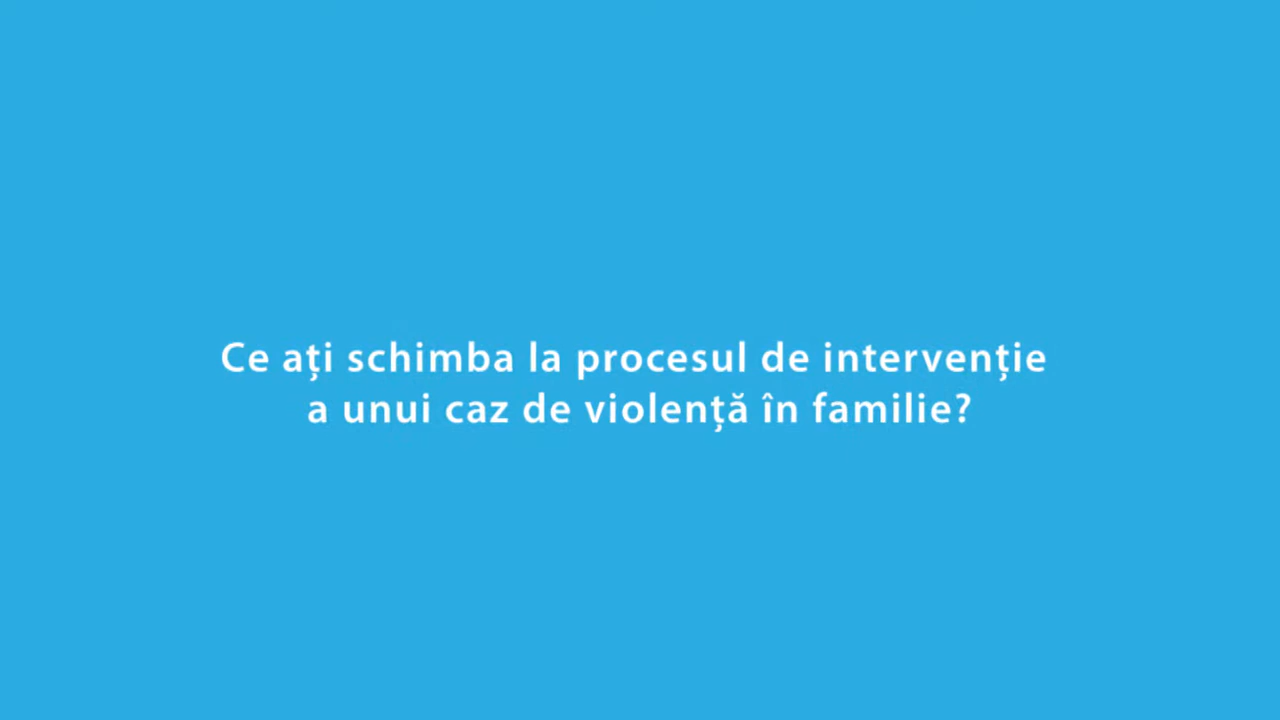 Ce ați schimba la procesul de intervenție
a unui caz de violență în familie?